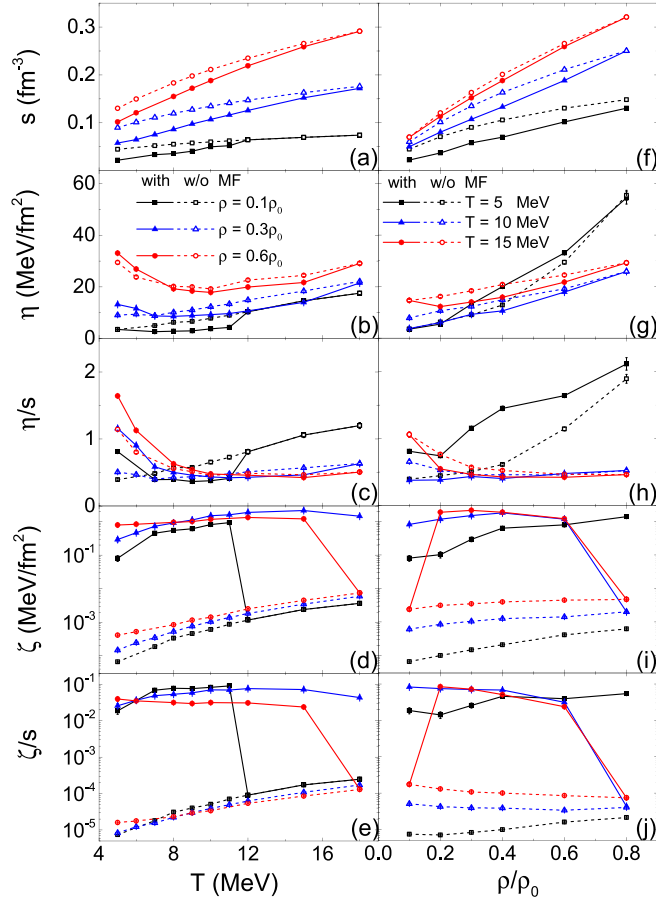 0.3
0.2
0.1
s (fm⁻³)
(a)
(f)
60
40
20
0
η (MeV/fm²)
with w/o MF
ρ = 0.1ρ₀
ρ = 0.3ρ₀
ρ = 0.6ρ₀
(b)
with w/o MF
T = 5 MeV
T = 10 MeV
T = 15 MeV
(g)
2
1
0
η/s
(c)
(h)
10⁻¹
10⁻³
ζ (MeV/fm²)
(d)
(i)
10⁻¹
10⁻²
10⁻³
10⁻⁴
10⁻⁵
ζ/s
(e)
(j)
4 8 12 16 0.0 0.2 0.4 0.6 0.8
T (MeV) ρ/ρ₀